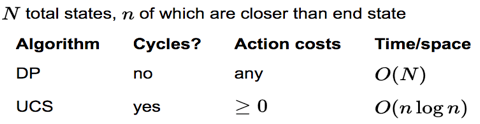 N total states, n of which are closer than end state
Algorithm Cycles? Action costs Time/space
DP no any O(N)
UCS yes ≥ 0 O(n log n)